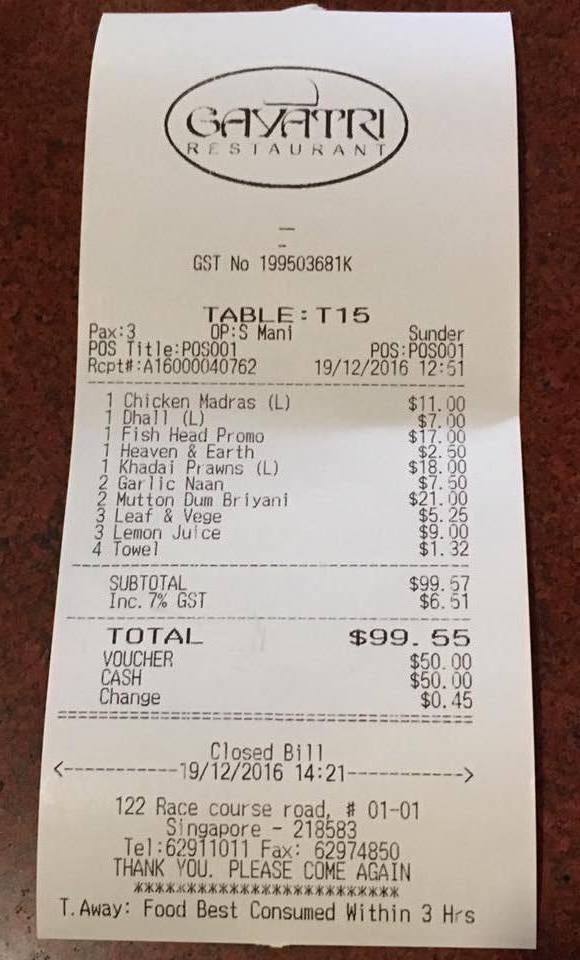 GAYATRI
RESTAURANT
GST No 199503681K
TABLE:T15
Pax:3 OP:S Mani Sunder
POS Title:POS001 POS:POS001
Rcpt#:A16000040762 19/12/2016 12:51
1 Chicken Madras (L) $11.00
1 Dhall (L) $7.00
1 Fish Head Promo $17.00
1 Heaven & Earth $2.50
1 Khadai Prawns (L) $18.00
2 Garlic Naan $7.50
2 Mutton Dum Briyani $21.00
3 Leaf & Vege $5.25
3 Lemon Juice $9.00
4 Towel $1.32
SUBTOTAL $99.57
Inc.7% GST $6.51
TOTAL $99.55
VOUCHER $50.00
CASH $50.00
Change $0.45
Closed Bill
<-----------19/12/2016 14:21----------->
122 Race course road, # 01-01
Singapore - 218583
Tel:62911011 Fax: 62974850
THANK YOU. PLEASE COME AGAIN
*************************
T.Away: Food Best Consumed Within 3 Hrs